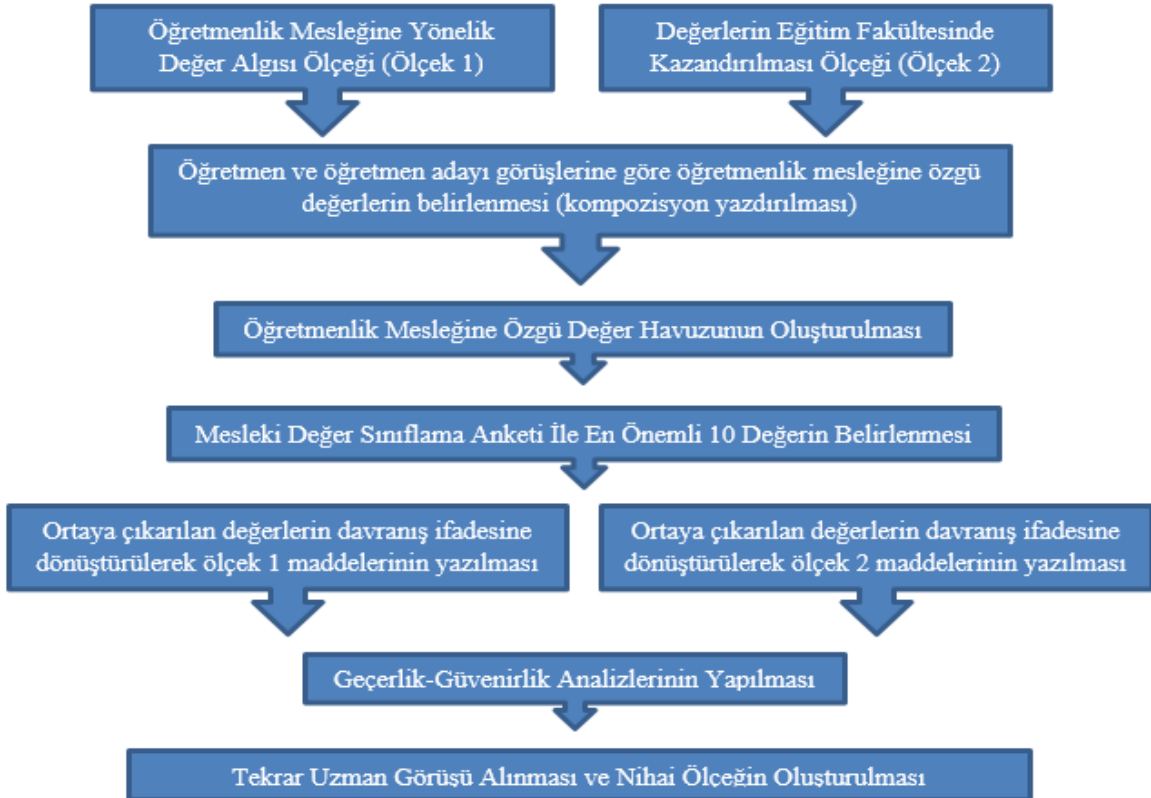 Öğretmenlik Mesleğine Yönelik
Değer Algısı Ölçeği (Ölçek 1)
Değerlerin Eğitim Fakültesinde
Kazandırılması Ölçeği (Ölçek 2)
Öğretmen ve öğretmen adayı görüşlerine göre öğretmenlik mesleğine özgü
değerlerin belirlenmesi (kompozisyon yazdırılması)
Öğretmenlik Mesleğine Özgü Değer Havuzunun Oluşturulması
Mesleki Değer Sınıflama Anketi İle En Önemli 10 Değerin Belirlenmesi
Ortaya çıkarılan değerlerin davranış ifadesine
dönüştürülerek ölçek 1 maddelerinin yazılması
Ortaya çıkarılan değerlerin davranış ifadesine
dönüştürülerek ölçek 2 maddelerinin yazılması
Geçerlik-Güvenirlik Analizlerinin Yapılması
Tekrar Uzman Görüşü Alınması ve Nihai Ölçeğin Oluşturulması